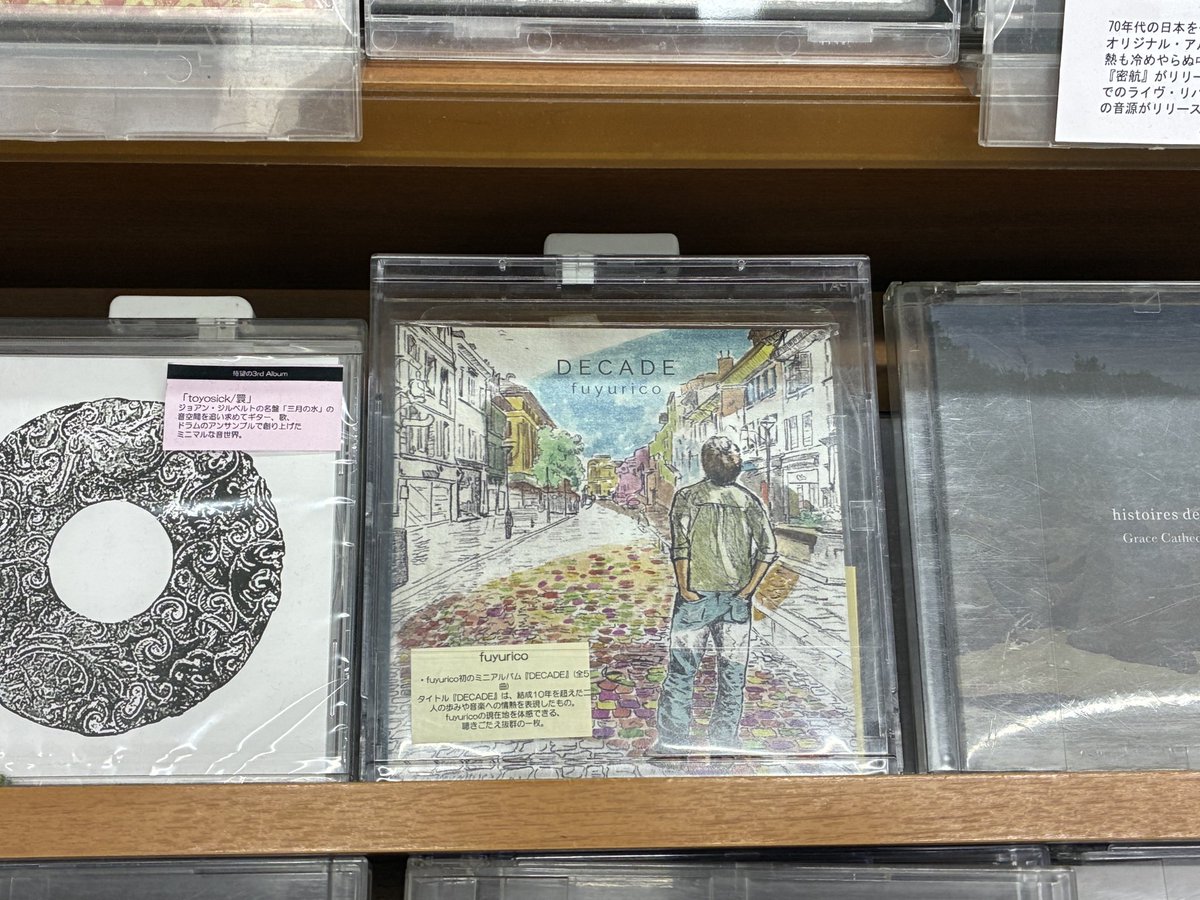 70年代の日本を
オリジナル・ア
熱も冷めやらぬ
『密航』がリリー
でのライヴ・リ
の音源がリリース
待望の3rd Album
「toyosick/罠」
ジョアン・ジルベルトの名盤「三月の水」の
音空間を追い求めてギター、歌、
ドラムのアンサンブルで創り上げた
ミニマルな音世界。
DECADE
fuyurico
fuyurico
・fuyurico初のミニアルバム『DECADE』(全5
曲)
タイトル『DECADE』は、結成10年を超えた二
人の歩みや音楽への情熱を表現したもの。
fuyuricoの現在地を体感できる、
聴きごたえ抜群の一枚。
histoires de
Grace Cathed